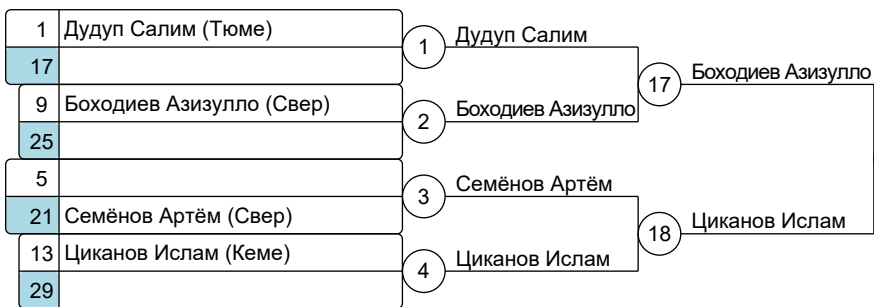 1 Дудуп Салим (Тюме)
17
1 Дудуп Салим
9 Боходиев Азизулло (Свер)
25
2 Боходиев Азизулло
17 Боходиев Азизулло
5
21 Семёнов Артём (Свер)
3 Семёнов Артём
13 Циканов Ислам (Кеме)
29
4 Циканов Ислам
18 Циканов Ислам